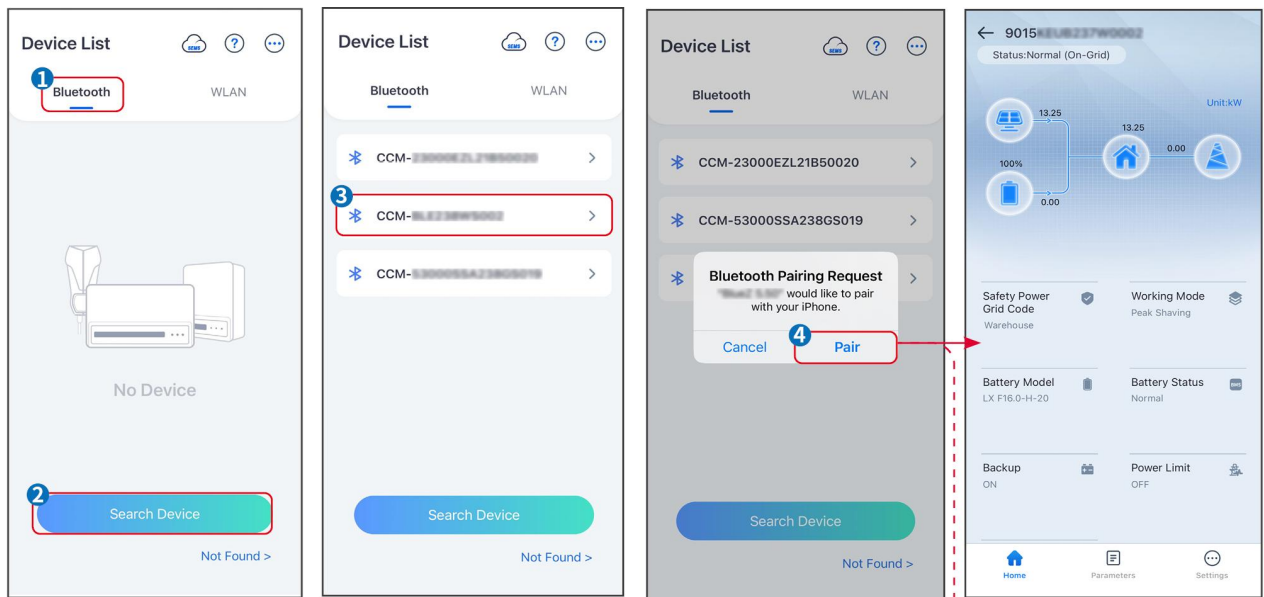 Device List
SEMS
?
1
Bluetooth
WLAN
No Device
2
Search Device
Not Found >
Device List
SEMS
?
Bluetooth
WLAN
CCM-
3
CCM-
CCM-
Search Device
Not Found >
Device List
SEMS
?
Bluetooth
WLAN
CCM-23000EZL21B50020
CCM-53000SSA238GS019
Bluetooth Pairing Request
would like to pair
with your iPhone.
Cancel
4
Pair
Search Device
Not Found >
9015
Status:Normal (On-Grid)
Unit:kW
13.25
13.25
0.00
100%
0.00
Safety Power
Grid Code
Warehouse
Working Mode
Peak Shaving
Battery Model
LX F16.0-H-20
Battery Status
Normal
Backup
ON
Power Limit
OFF
Home
Parameters
Settings